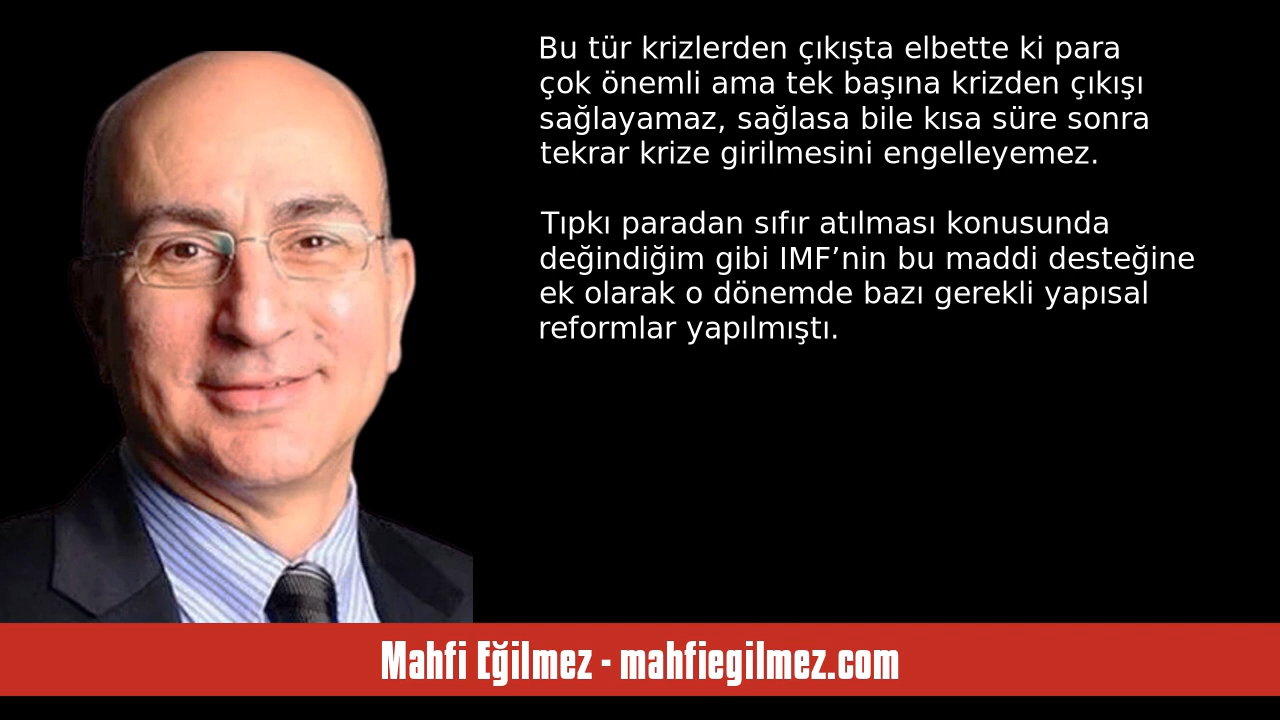 Bu tür krizlerden çıkışta elbette ki para
çok önemli ama tek başına krizden çıkışı
sağlayamaz, sağlasa bile kısa süre sonra
tekrar krize girilmesini engelleyemez.
Tıpkı paradan sıfır atılması konusunda
değindiğim gibi IMF’nin bu maddi desteğine
ek olarak o dönemde bazı gerekli yapısal
reformlar yapılmıştı.
Mahfi Eğilmez - mahfiegilmez.com